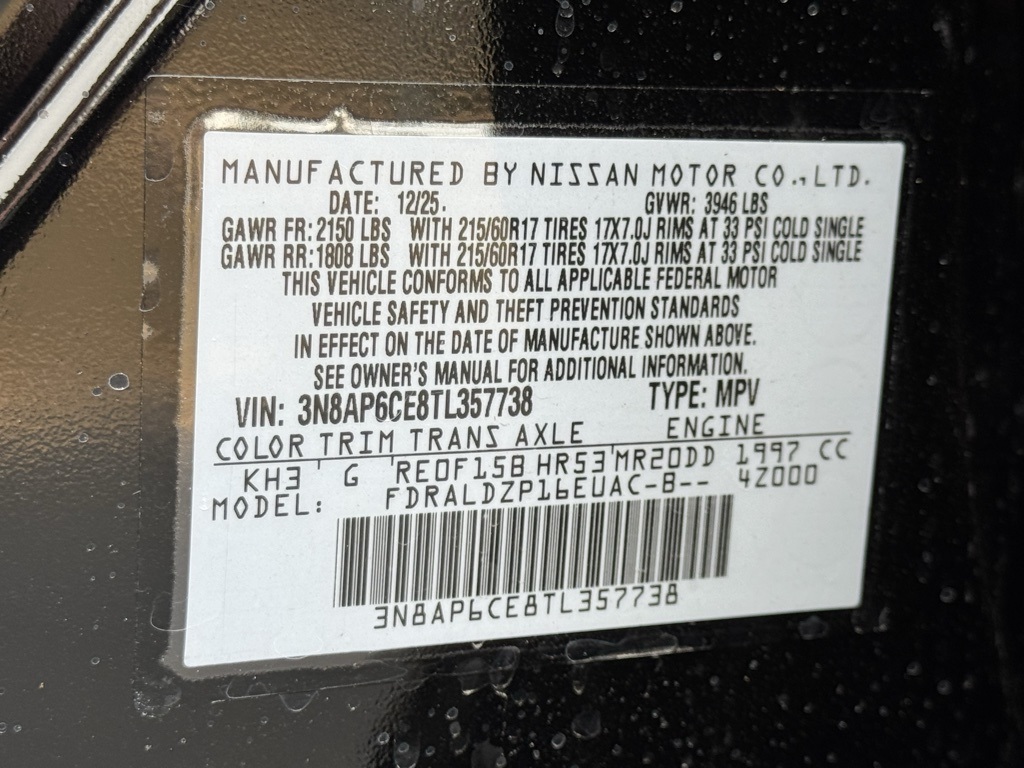 MANUFACTURED BY NISSAN MOTOR CO.,LTD.
DATE: 12/25. GVWR: 3946 LBS
GAWR FR: 2150 LBS WITH 215/60R17 TIRES 17X7.0J RIMS AT 33 PSI COLD SINGLE
GAWR RR: 1808 LBS WITH 215/60R17 TIRES 17X7.0J RIMS AT 33 PSI COLD SINGLE
THIS VEHICLE CONFORMS TO ALL APPLICABLE FEDERAL MOTOR
VEHICLE SAFETY AND THEFT PREVENTION STANDARDS
IN EFFECT ON THE DATE OF MANUFACTURE SHOWN ABOVE.
SEE OWNER'S MANUAL FOR ADDITIONAL INFORMATION.
VIN: 3N8AP6CE8TL357738 TYPE: MPV
COLOR TRIM TRANS AXLE ENGINE
KH3 G RE0F15B HR53 MR20DD 1997 CC
MODEL: FDRALDZP16EUAC-B-- 4Z000
3N8AP6CE8TL357738